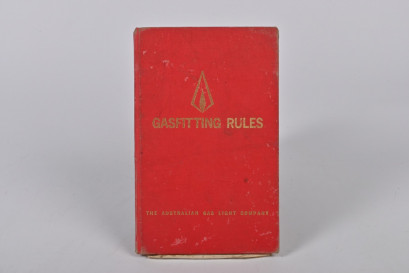 GASFITTING RULES
THE AUSTRALIAN GAS LIGHT COMPANY